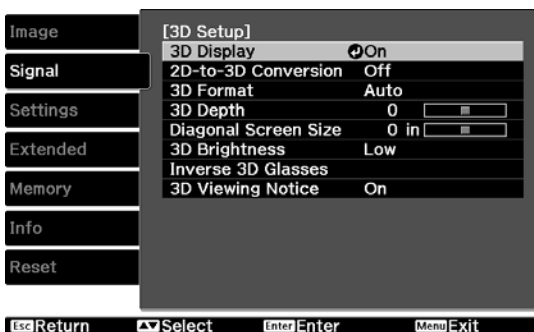 Image
Signal
Settings
Extended
Memory
Info
Reset
[3D Setup]
3D Display On
2D-to-3D Conversion Off
3D Format Auto
3D Depth 0
Diagonal Screen Size 0 in
3D Brightness Low
Inverse 3D Glasses
3D Viewing Notice On
Esc Return Select Enter Enter Menu Exit